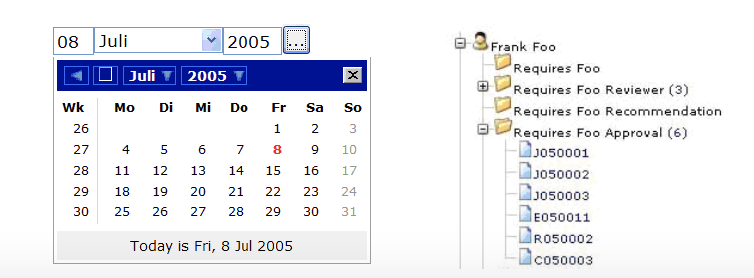 08 Juli 2005 ...
Juli 2005
Wk Mo Di Mi Do Fr Sa So
26 1 2 3
27 4 5 6 7 8 9 10
28 11 12 13 14 15 16 17
29 18 19 20 21 22 23 24
30 25 26 27 28 29 30 31
Today is Fri, 8 Jul 2005
Frank Foo
Requires Foo
Requires Foo Reviewer (3)
Requires Foo Recommendation
Requires Foo Approval (6)
J050001
J050002
J050003
E050011
R050002
C050003